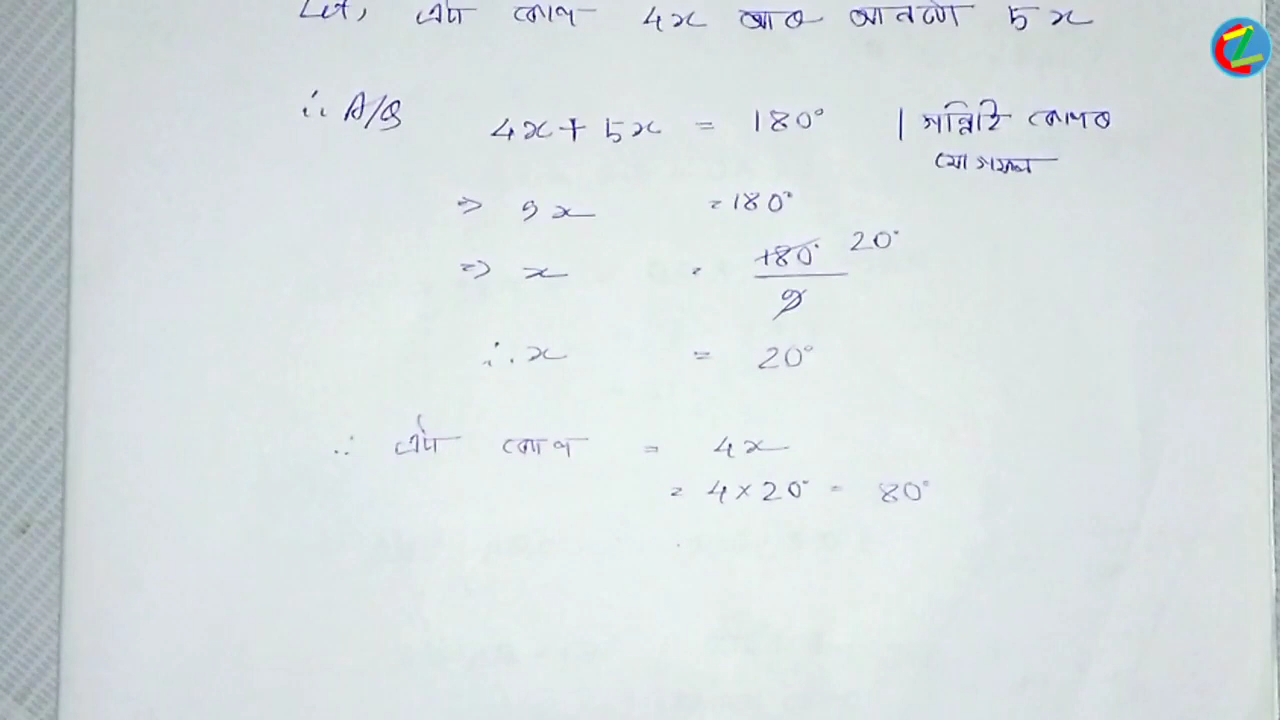 Let, এটা কোণ 4x আৰু আনটো 5x
∴ A/Q 4x + 5x = 180° | সন্নিহিত কোণৰ
যোগফল
⇒ 9x = 180°
⇒ x = 180°/9 20°
∴ x = 20°
∴ এটা কোণ = 4x
= 4 × 20° = 80°